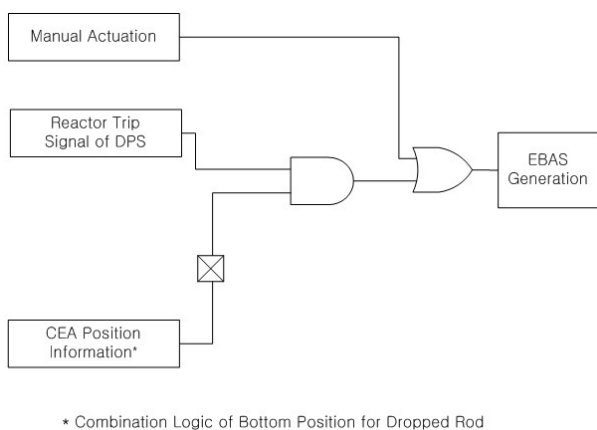 Manual Actuation
Reactor Trip
Signal of DPS
EBAS
Generation
CEA Position
Information*
* Combination Logic of Bottom Position for Dropped Rod